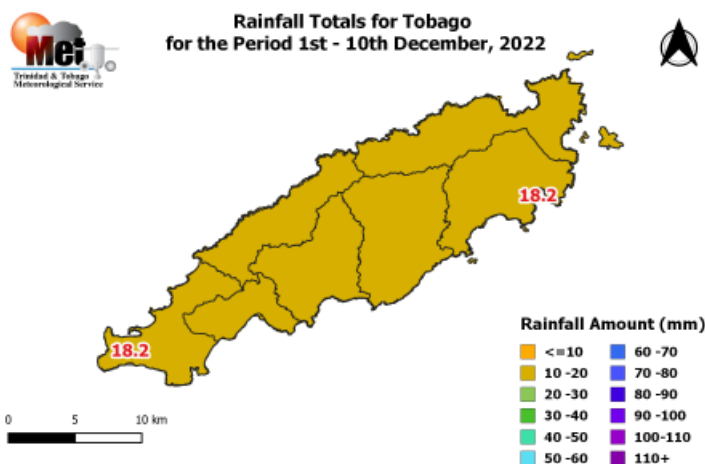 Rainfall Totals for Tobago
for the Period 1st - 10th December, 2022
Met
Trinidad & Tobago
Meteorological Service
18.2
18.2
Rainfall Amount (mm)
<=10
10 -20
20 -30
30 -40
40 -50
50 -60
60 -70
70 -80
80 -90
90 -100
100-110
110+
0 5 10 km